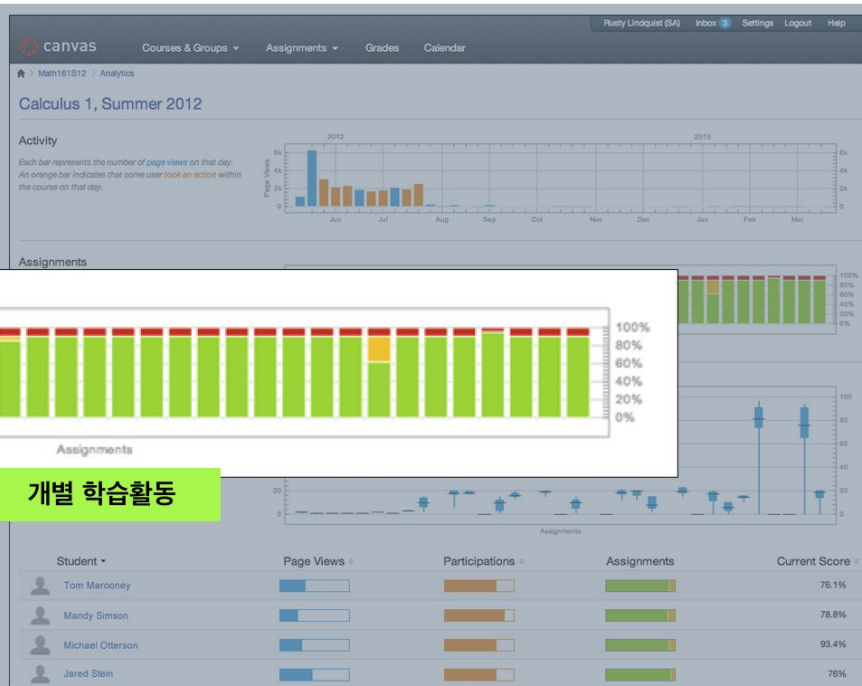 Rusty Lindquist (SA) Inbox 3 Settings Logout Help
canvas Courses & Groups Assignments Grades Calendar
Math161S12 > Analytics
Calculus 1, Summer 2012
Activity
Each bar represents the number of page views on that day.
An orange bar indicates that some user took an action within
the course on that day.
2012 2013
Page Views
6k 6k
4k 4k
2k 2k
0 0
Jun Jul Aug Sep Oct Nov Dec Jan Feb Mar
Assignments
100%
80%
60%
40%
20%
0%
100%
80%
60%
40%
20%
0%
Assignments
개별 학습활동
100
80
60
40
20 20
0 0
Assignments
Student Page Views Participations Assignments Current Score
Tom Marooney 76.1%
Mandy Simson 78.8%
Michael Otterson 93.4%
Jared Stein 76%